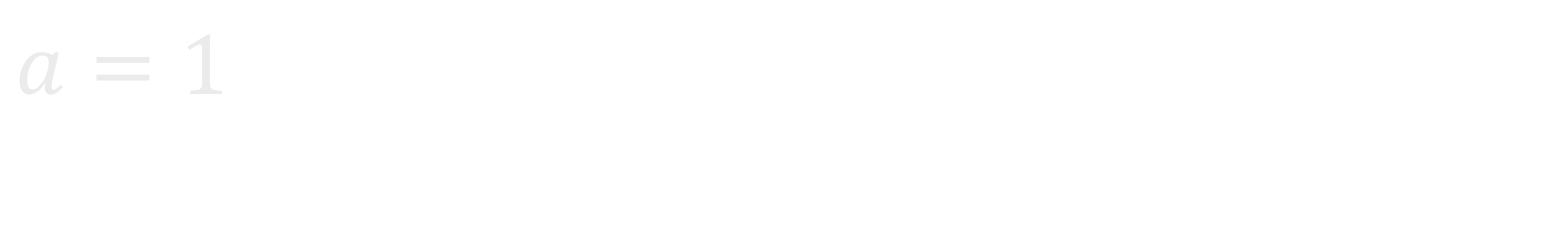 a = 1